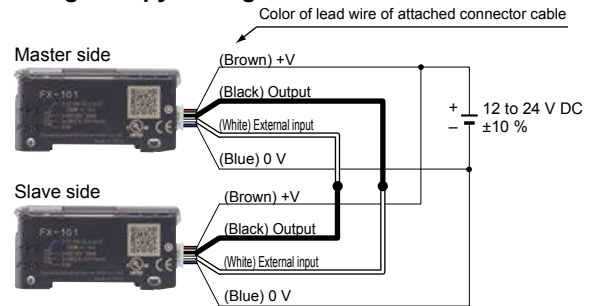 Color of lead wire of attached connector cable
Master side
(Brown) +V
(Black) Output
(White) External input
(Blue) 0 V
FX-101
+
–
12 to 24 V DC
±10 %
Slave side
(Brown) +V
(Black) Output
(White) External input
(Blue) 0 V
FX-101